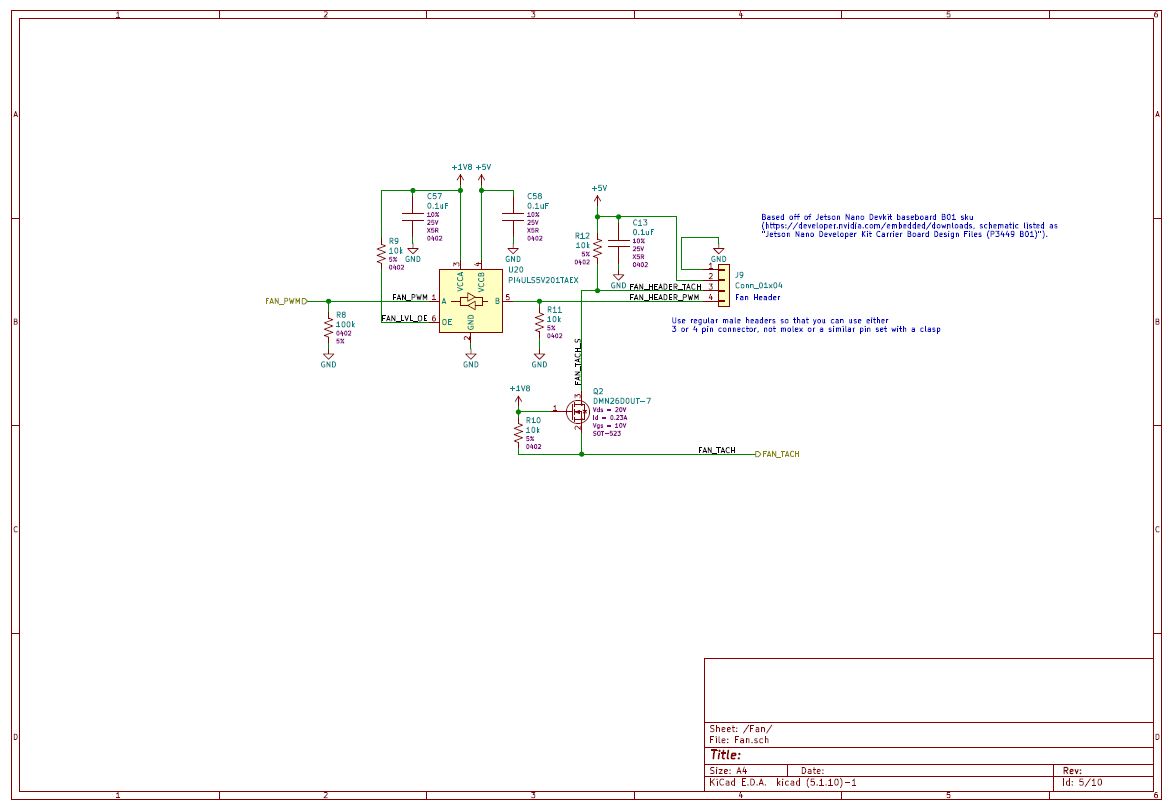 1 2 3 4 5 6
A A
B B
C C
D D
+1V8 +5V
C57
0.1uF
10%
25V
X5R
0402
GND
C58
0.1uF
10%
25V
X5R
0402
GND
R9
10k
5%
0402
U20
PI4ULS5V201TAEX
3
VCCA
4
VCCB
FAN_PWM
FAN_PWM 1
A
B
5
FAN_LVL_OE 6
OE
GND
2
GND
R8
100k
0402
5%
GND
R11
10k
5%
0402
GND
+5V
R12
10k
5%
0402
C13
0.1uF
10%
25V
X5R
0402
GND
GND
1
2
FAN_HEADER_TACH 3
FAN_HEADER_PWM 4
J9
Conn_01x04
Fan Header
Based off of Jetson Nano Devkit baseboard B01 sku
(https://developer.nvidia.com/embedded/downloads, schematic listed as
"Jetson Nano Developer Kit Carrier Board Design Files (P3449 B01)").
Use regular male headers so that you can use either
3 or 4 pin connector, not molex or a similar pin set with a clasp
FAN_TACH_S
+1V8
1
3
2
Q2
DMN26D0UT-7
Vds = 20V
Id = 0.23A
Vgs = 10V
SOT-523
R10
10k
5%
0402
FAN_TACH
FAN_TACH
Sheet: /Fan/
File: Fan.sch
Title:
Size: A4 Date: Rev:
KiCad E.D.A. kicad (5.1.10)-1 Id: 5/10
1 2 3 4 5 6